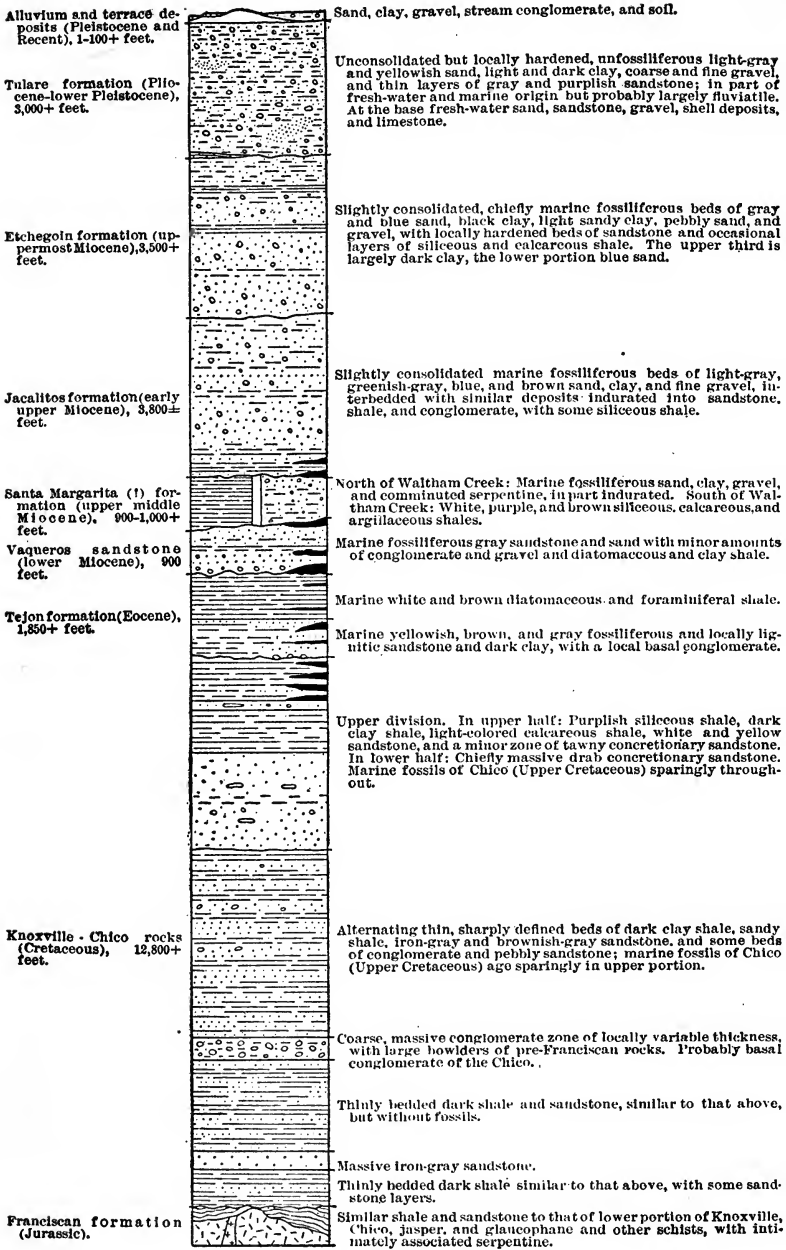 Alluvium and terrace de-
posits (Pleistocene and
Recent), 1-100+ feet.
Sand, clay, gravel, stream conglomerate, and soil.
Tulare formation (Plio-
cene-lower Pleistocene),
3,000+ feet.
Unconsolidated but locally hardened, unfossiliferous light-gray
and yellowish sand, light and dark clay, coarse and fine gravel,
and thin layers of gray and purplish sandstone; in part of
fresh-water and marine origin but probably largely fluviatile.
At the base fresh-water sand, sandstone, gravel, shell deposits,
and limestone.
Etchegoin formation (up-
permost Miocene), 3,500+
feet.
Slightly consolidated, chiefly marine fossiliferous beds of gray
and blue sand, black clay, light sandy clay, pebbly sand, and
gravel, with locally hardened beds of sandstone and occasional
layers of siliceous and calcareous shale. The upper third is
largely dark clay, the lower portion blue sand.
Jacalitos formation (early
upper Miocene), 3,800±
feet.
Slightly consolidated marine fossiliferous beds of light-gray,
greenish-gray, blue, and brown sand, clay, and fine gravel, in-
terbedded with similar deposits indurated into sandstone,
shale, and conglomerate, with some siliceous shale.
Santa Margarita (?) for-
mation (upper middle
Miocene), 900-1,000+
feet.
North of Waltham Creek: Marine fossiliferous sand, clay, gravel,
and comminuted serpentine, in part indurated. South of Wal-
tham Creek: White, purple, and brown siliceous, calcareous, and
argillaceous shales.
Vaqueros sandstone
(lower Miocene), 900
feet.
Marine fossiliferous gray sandstone and sand with minor amounts
of conglomerate and gravel and diatomaceous and clay shale.
Tejon formation (Eocene),
1,850+ feet.
Marine white and brown diatomaceous and foraminiferal shale.
Marine yellowish, brown, and gray fossiliferous and locally lig-
nitic sandstone and dark clay, with a local basal conglomerate.
Upper division. In upper half: Purplish siliceous shale, dark
clay shale, light-colored calcareous shale, white and yellow
sandstone, and a minor zone of tawny concretionary sandstone.
In lower half: Chiefly massive drab concretionary sandstone.
Marine fossils of Chico (Upper Cretaceous) sparingly through-
out.
Knoxville - Chico rocks
(Cretaceous), 12,800+
feet.
Alternating thin, sharply defined beds of dark clay shale, sandy
shale, iron-gray and brownish-gray sandstone, and some beds
of conglomerate and pebbly sandstone; marine fossils of Chico
(Upper Cretaceous) age sparingly in upper portion.
Coarse, massive conglomerate zone of locally variable thickness,
with large bowlders of pre-Franciscan rocks. Probably basal
conglomerate of the Chico.
Thinly bedded dark shale and sandstone, similar to that above,
but without fossils.
Massive iron-gray sandstone.
Thinly bedded dark shale similar to that above, with some sand-
stone layers.
Franciscan formation
(Jurassic).
Similar shale and sandstone to that of lower portion of Knoxville,
Chico, jasper, and glaucophane and other schists, with inti-
mately associated serpentine.